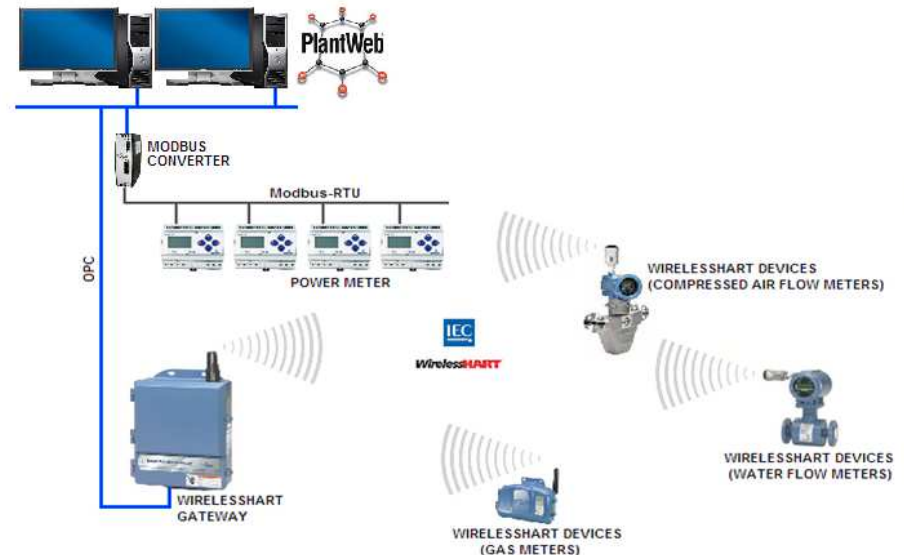 PlantWeb
MODBUS
CONVERTER
Modbus-RTU
POWER METER
OPC
WIRELESSHART DEVICES
(COMPRESSED AIR FLOW METERS)
IEC
WirelessHART
WIRELESSHART DEVICES
(WATER FLOW METERS)
WIRELESSHART
GATEWAY
WIRELESSHART DEVICES
(GAS METERS)